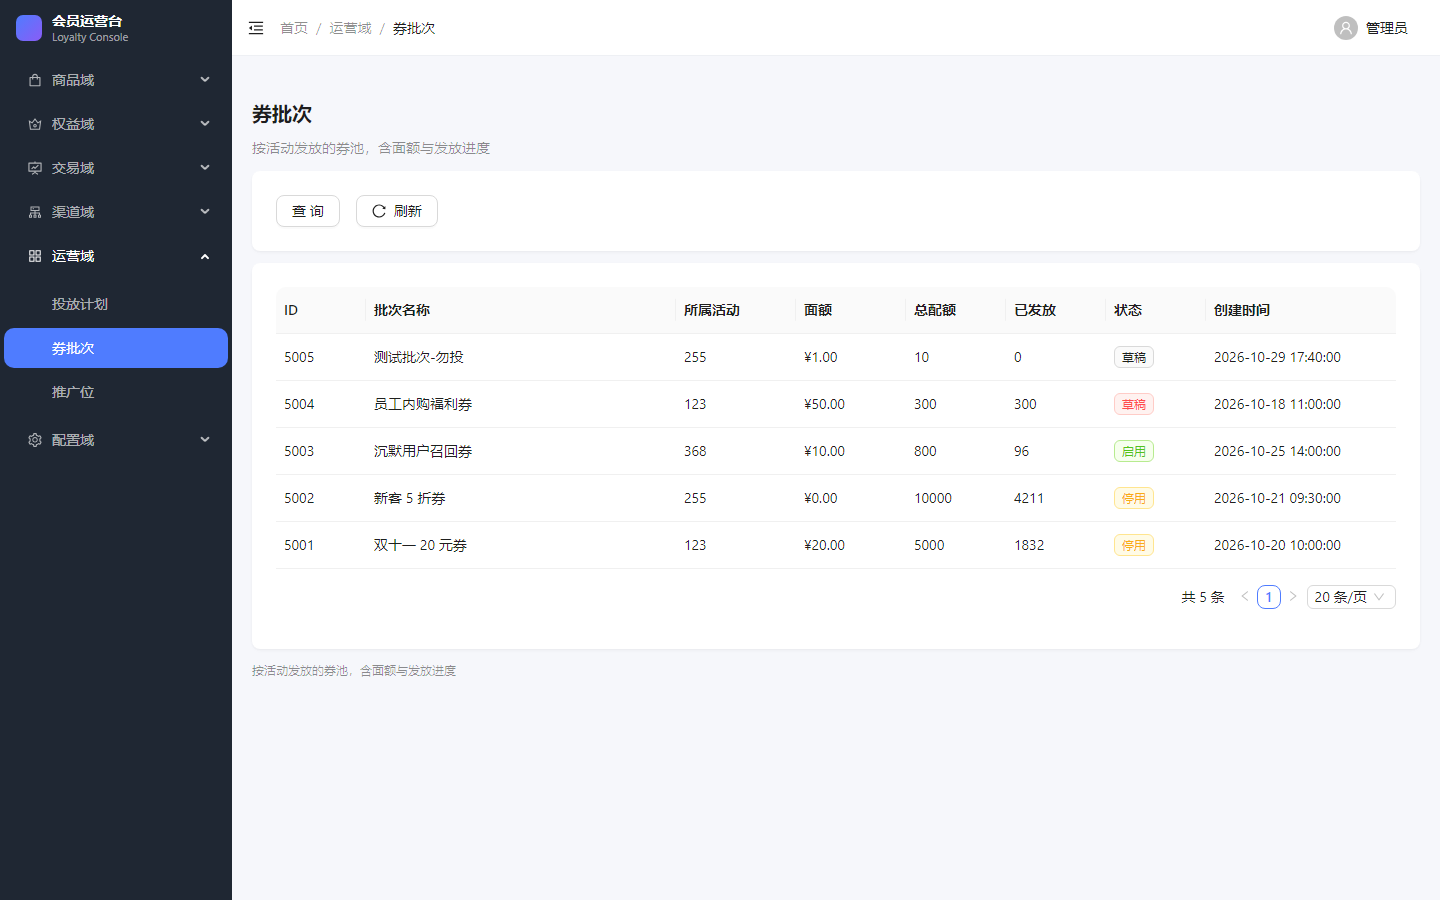 会员运营台
Loyalty Console
商品域
权益域
交易域
渠道域
运营域
投放计划
券批次
推广位
配置域
首页 / 运营域 / 券批次
管理员
券批次
按活动发放的券池，含面额与发放进度
查 询
刷新
ID 批次名称 所属活动 面额 总配额 已发放 状态 创建时间
5005 测试批次-勿投 255 ¥1.00 10 0 草稿 2026-10-29 17:40:00
5004 员工内购福利券 123 ¥50.00 300 300 草稿 2026-10-18 11:00:00
5003 沉默用户召回券 368 ¥10.00 800 96 启用 2026-10-25 14:00:00
5002 新客 5 折券 255 ¥0.00 10000 4211 停用 2026-10-21 09:30:00
5001 双十一 20 元券 123 ¥20.00 5000 1832 停用 2026-10-20 10:00:00
共 5 条 < 1 > 20 条/页
按活动发放的券池，含面额与发放进度